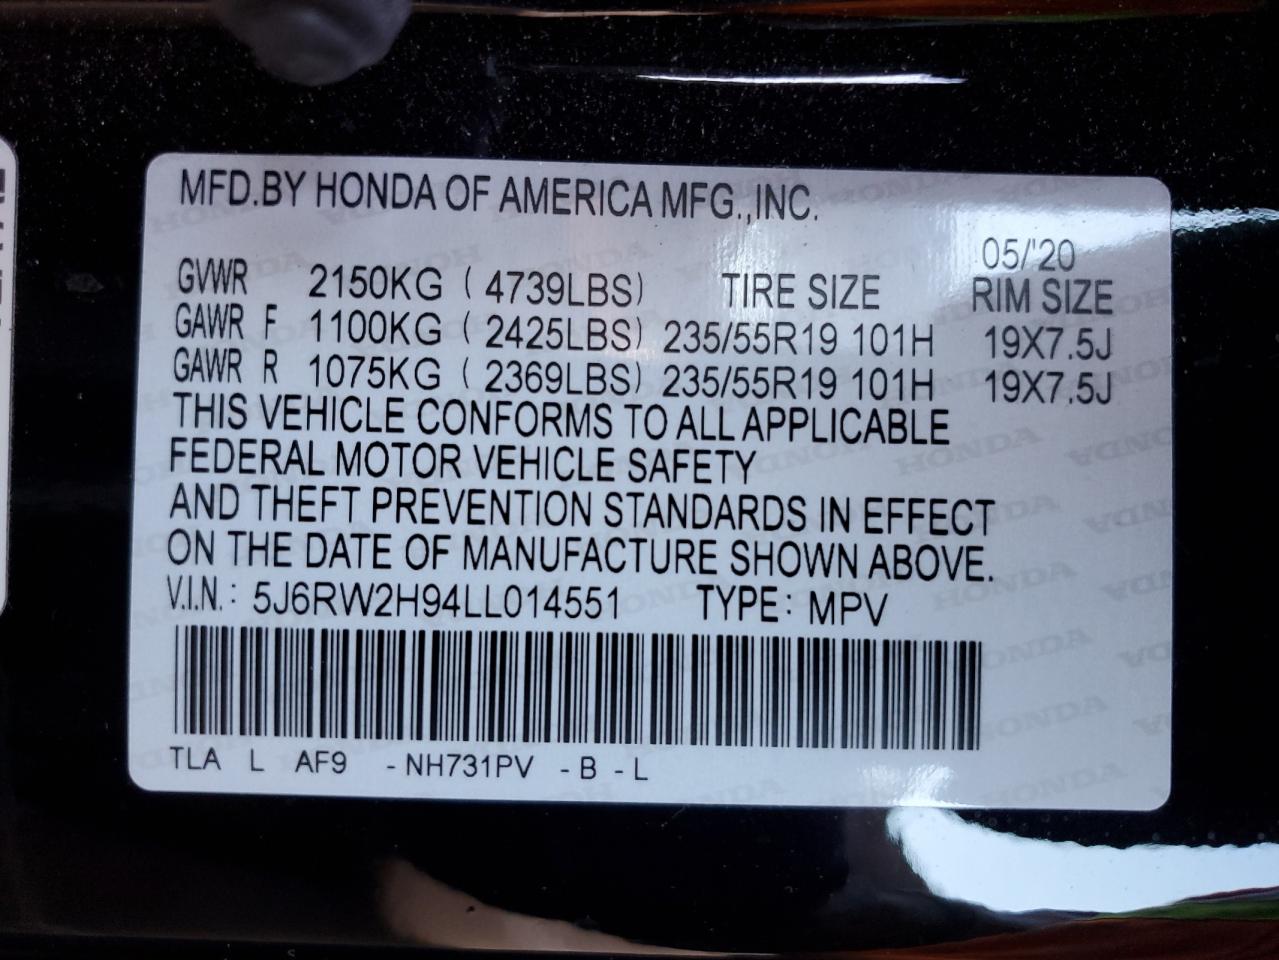 MFD.BY HONDA OF AMERICA MFG.,INC.
05/'20
GVWR 2150KG ( 4739LBS) TIRE SIZE RIM SIZE
GAWR F 1100KG ( 2425LBS) 235/55R19 101H 19X7.5J
GAWR R 1075KG ( 2369LBS) 235/55R19 101H 19X7.5J
THIS VEHICLE CONFORMS TO ALL APPLICABLE
FEDERAL MOTOR VEHICLE SAFETY
AND THEFT PREVENTION STANDARDS IN EFFECT
ON THE DATE OF MANUFACTURE SHOWN ABOVE.
V.I.N.: 5J6RW2H94LL014551 TYPE: MPV
TLA L AF9 -NH731PV -B -L